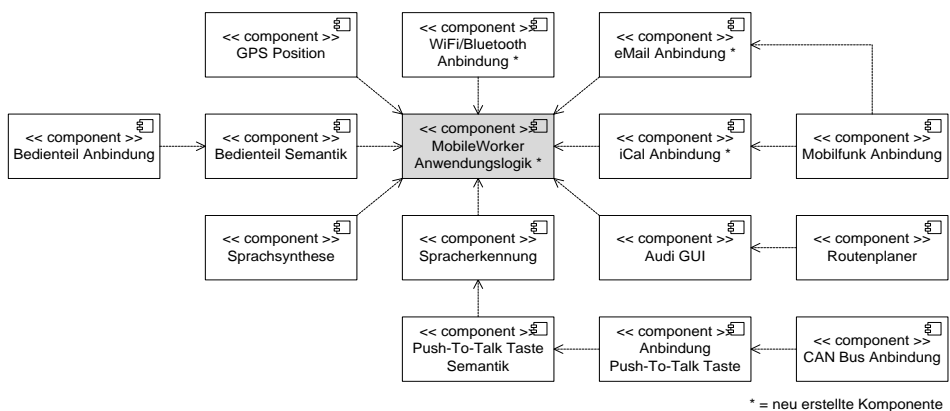 << component >>
GPS Position
<< component >>
WiFi/Bluetooth
Anbindung *
<< component >>
eMail Anbindung *
<< component >>
Bedienteil Anbindung
<< component >>
Bedienteil Semantik
<< component >>
MobileWorker
Anwendungslogik *
<< component >>
iCal Anbindung *
<< component >>
Mobilfunk Anbindung
<< component >>
Sprachsynthese
<< component >>
Spracherkennung
<< component >>
Audi GUI
<< component >>
Routenplaner
<< component >>
Push-To-Talk Taste
Semantik
<< component >>
Anbindung
Push-To-Talk Taste
<< component >>
CAN Bus Anbindung
* = neu erstellte Komponente